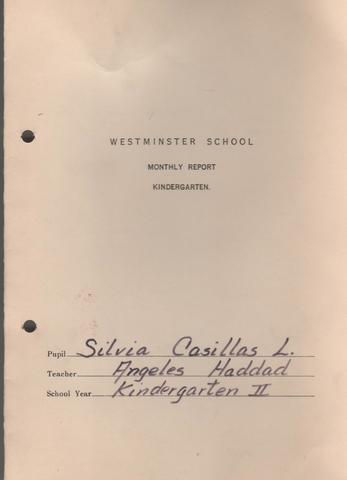 WESTMINSTER SCHOOL
MONTHLY REPORT
KINDERGARTEN.
Pupil Silvia Casillas L.
Teacher Angeles Haddad
School Year Kindergarten II